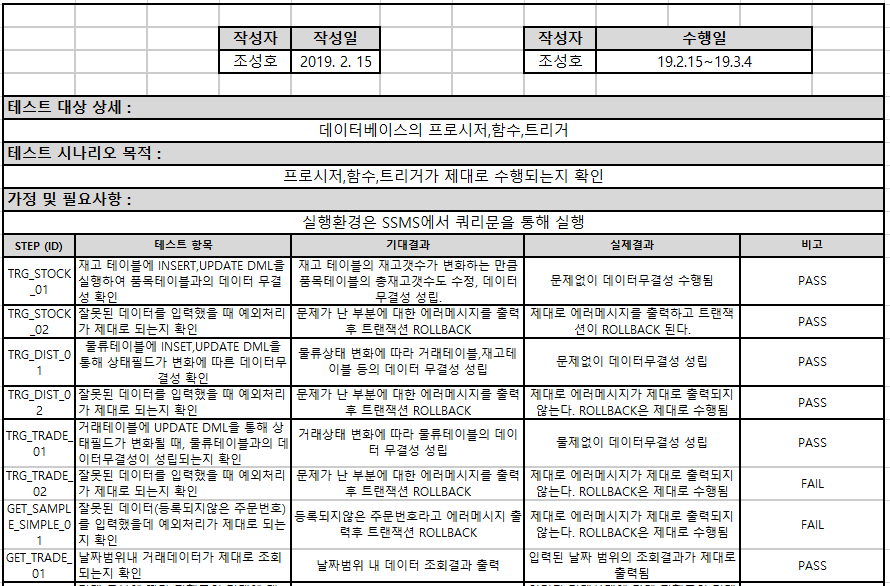 작성자 작성일 작성자 수행일
조성호 2019. 2. 15 조성호 19.2.15~19.3.4
테스트 대상 상세 :
데이터베이스의 프로시저,함수,트리거
테스트 시나리오 목적 :
프로시저,함수,트리거가 제대로 수행되는지 확인
가정 및 필요사항 :
실행환경은 SSMS에서 쿼리문을 통해 실행
STEP (ID) 테스트 항목 기대결과 실제결과 비고
TRG_STOCK
_01
재고 테이블에 INSERT,UPDATE DML을
실행하여 품목테이블과의 데이터 무결
성 확인
재고 테이블의 재고갯수가 변화하는 만큼
품목테이블의 총재고갯수도 수정, 데이터
무결성 성립.
문제없이 데이터무결성 수행됨
PASS
TRG_STOCK
_02
잘못된 데이터를 입력했을 때 예외처리
가 제대로 되는지 확인
문제가 난 부분에 대한 에러메시지를 출력
후 트랜잭션 ROLLBACK
제대로 에러메시지를 출력하고 트랜잭
션이 ROLLBACK 된다.
PASS
TRG_DIST_0
1
물류테이블에 INSET,UPDATE DML을
통해 상태필드가 변화에 따른 데이터무
결성 확인
물류상태 변화에 따라 거래테이블,재고테
이블 등의 데이터 무결성 성립
문제없이 데이터무결성 성립
PASS
TRG_DIST_0
2
잘못된 데이터를 입력했을 때 예외처리
가 제대로 되는지 확인
문제가 난 부분에 대한 에러메시지를 출력
후 트랜잭션 ROLLBACK
제대로 에러메시지가 제대로 출력되지
않는다. ROLLBACK은 제대로 수행됨
PASS
TRG_TRADE_
01
거래테이블에 UPDATE DML을 통해 상
태필드가 변화될 때, 물류테이블과의 데
이터무결성이 성립되는지 확인
거래상태 변화에 따라 물류테이블의 데이
터 무결성 성립
물제없이 데이터무결성 성립
PASS
TRG_TRADE_
02
잘못된 데이터를 입력했을 때 예외처리
가 제대로 되는지 확인
문제가 난 부분에 대한 에러메시지를 출력
후 트랜잭션 ROLLBACK
제대로 에러메시지가 제대로 출력되지
않는다. ROLLBACK은 제대로 수행됨
FAIL
GET_SAMPL
E_SIMPLE_0
1
잘못된 데이터(등록되지않은 주문번호)
를 입력했을데 예외처리가 제대로 되는
지 확인
등록되지않은 주문번호라고 에러메시지 출
력후 트랜잭션 ROLLBACK
제대로 에러메시지가 제대로 출력되지
않는다. ROLLBACK은 제대로 수행됨
FAIL
GET_TRADE_
01
날짜범위내 거래데이터가 제대로 조회
되는지 확인
날짜범위 내 데이터 조회결과 출력
입력된 날짜 범위의 조회결과가 제대로
출력됨
PASS